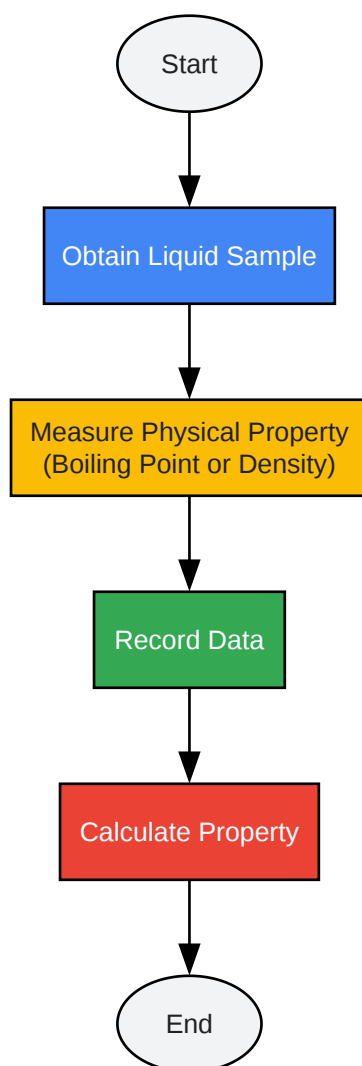 Start
Obtain Liquid Sample
Measure Physical Property
(Boiling Point or Density)
Record Data
Calculate Property
End